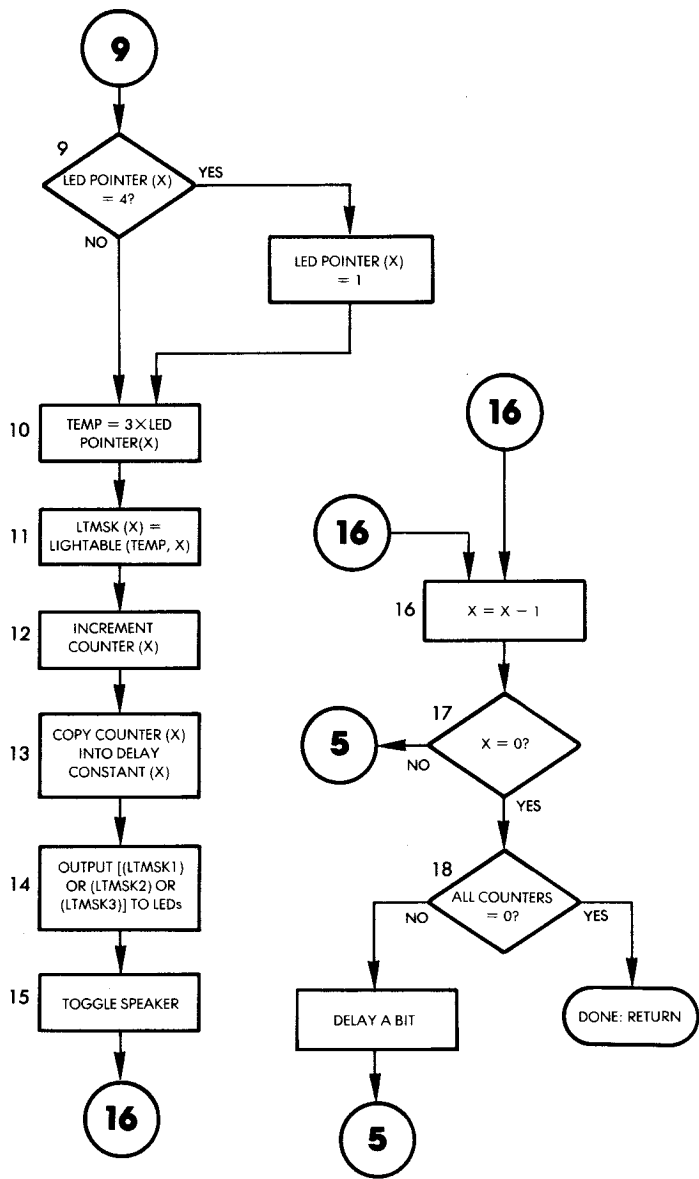 9
9
LED POINTER (X)
= 4?
YES
NO
LED POINTER (X)
= 1
10
TEMP = 3×LED
POINTER(X)
11
LTMSK (X) =
LIGHTABLE (TEMP, X)
12
INCREMENT
COUNTER (X)
13
COPY COUNTER (X)
INTO DELAY
CONSTANT (X)
14
OUTPUT [(LTMSK1)
OR (LTMSK2) OR
(LTMSK3)] TO LEDs
15
TOGGLE SPEAKER
16
16
16
16
X = X − 1
17
X = 0?
NO
5
YES
18
ALL COUNTERS
= 0?
NO
YES
DELAY A BIT
DONE: RETURN
5